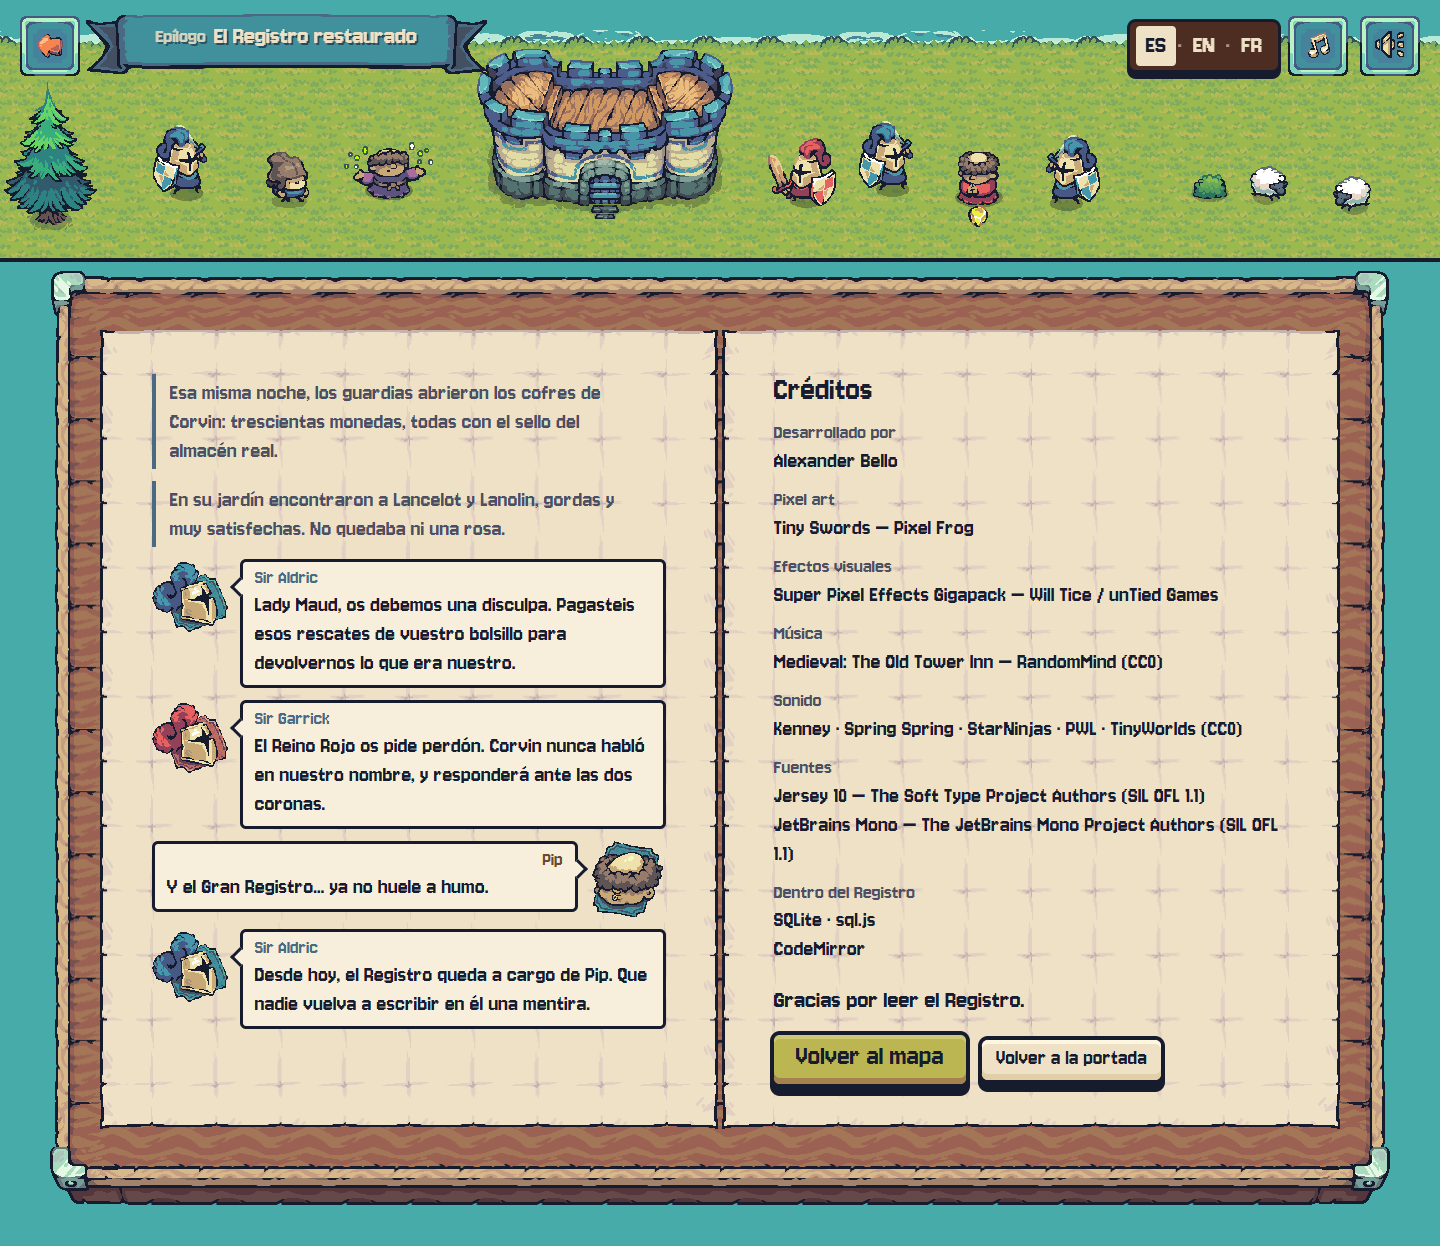 Epílogo El Registro restaurado
ES · EN · FR
Esa misma noche, los guardias abrieron los cofres de
Corvin: trescientas monedas, todas con el sello del
almacén real.
En su jardín encontraron a Lancelot y Lanolin, gordas y
muy satisfechas. No quedaba ni una rosa.
Sir Aldric
Lady Maud, os debemos una disculpa. Pagasteis
esos rescates de vuestro bolsillo para
devolvernos lo que era nuestro.
Sir Garrick
El Reino Rojo os pide perdón. Corvin nunca habló
en nuestro nombre, y responderá ante las dos
coronas.
Pip
Y el Gran Registro... ya no huele a humo.
Sir Aldric
Desde hoy, el Registro queda a cargo de Pip. Que
nadie vuelva a escribir en él una mentira.
Créditos
Desarrollado por
Alexander Bello
Pixel art
Tiny Swords — Pixel Frog
Efectos visuales
Super Pixel Effects Gigapack — Will Tice / unTied Games
Música
Medieval: The Old Tower Inn — RandomMind (CC0)
Sonido
Kenney · Spring Spring · StarNinjas · PWL · TinyWorlds (CC0)
Fuentes
Jersey 10 — The Soft Type Project Authors (SIL OFL 1.1)
JetBrains Mono — The JetBrains Mono Project Authors (SIL OFL
1.1)
Dentro del Registro
SQLite · sql.js
CodeMirror
Gracias por leer el Registro.
Volver al mapa
Volver a la portada